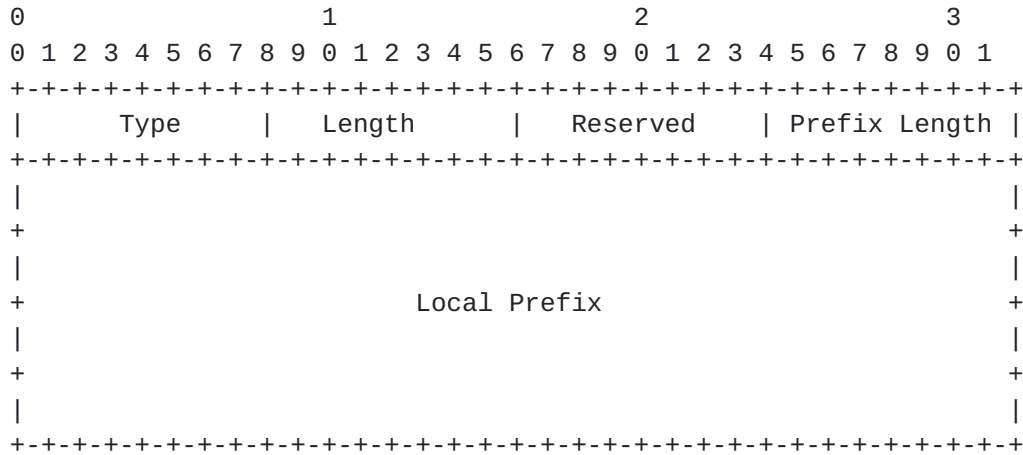 0                   1                   2                   3
0 1 2 3 4 5 6 7 8 9 0 1 2 3 4 5 6 7 8 9 0 1 2 3 4 5 6 7 8 9 0 1
+-+-+-+-+-+-+-+-+-+-+-+-+-+-+-+-+-+-+-+-+-+-+-+-+-+-+-+-+-+-+-+-+
|      Type     |   Length      |   Reserved    | Prefix Length |
+-+-+-+-+-+-+-+-+-+-+-+-+-+-+-+-+-+-+-+-+-+-+-+-+-+-+-+-+-+-+-+-+
|                                                               |
+                                                               +
|                                                               |
+                         Local Prefix                          +
|                                                               |
+                                                               +
|                                                               |
+-+-+-+-+-+-+-+-+-+-+-+-+-+-+-+-+-+-+-+-+-+-+-+-+-+-+-+-+-+-+-+-+